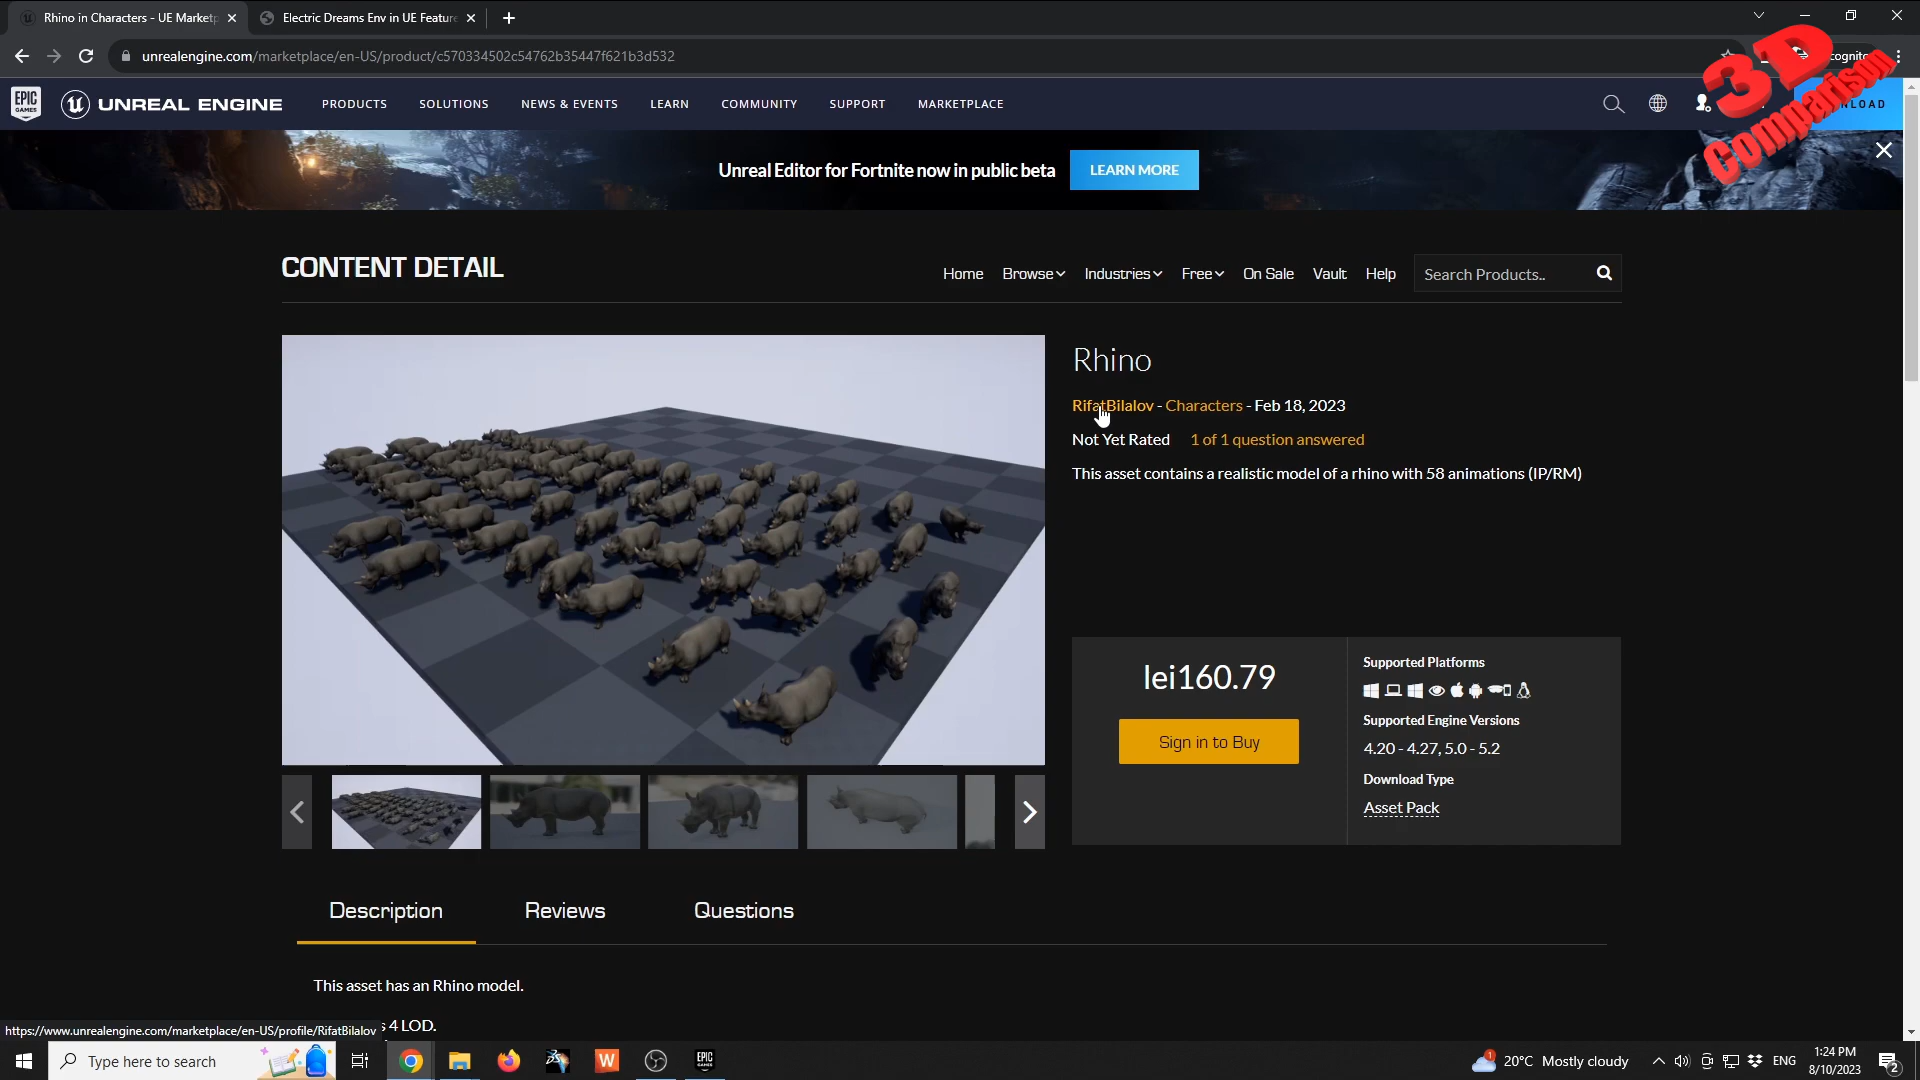 Rhino in Characters - UE Marketp
Electric Dreams Env in UE Feature
unrealengine.com/marketplace/en-US/product/c570334502c54762b35447f621b3d532
3D
Comparison
EPIC
GAMES
UNREAL ENGINE
PRODUCTS
SOLUTIONS
NEWS & EVENTS
LEARN
COMMUNITY
SUPPORT
MARKETPLACE
Unreal Editor for Fortnite now in public beta
LEARN MORE
CONTENT DETAIL
Home
Browse
Industries
Free
On Sale
Vault
Help
Search Products..
Rhino
RifatBilalov - Characters - Feb 18, 2023
Not Yet Rated
1 of 1 question answered
This asset contains a realistic model of a rhino with 58 animations (IP/RM)
lei160.79
Sign in to Buy
Supported Platforms
Supported Engine Versions
4.20 - 4.27, 5.0 - 5.2
Download Type
Asset Pack
Description
Reviews
Questions
This asset has an Rhino model.
s 4 LOD.
https://www.unrealengine.com/marketplace/en-US/profile/RifatBilalov
Type here to search
EPIC
GAMES
1
20°C Mostly cloudy
ENG
1:24 PM
8/10/2023
2